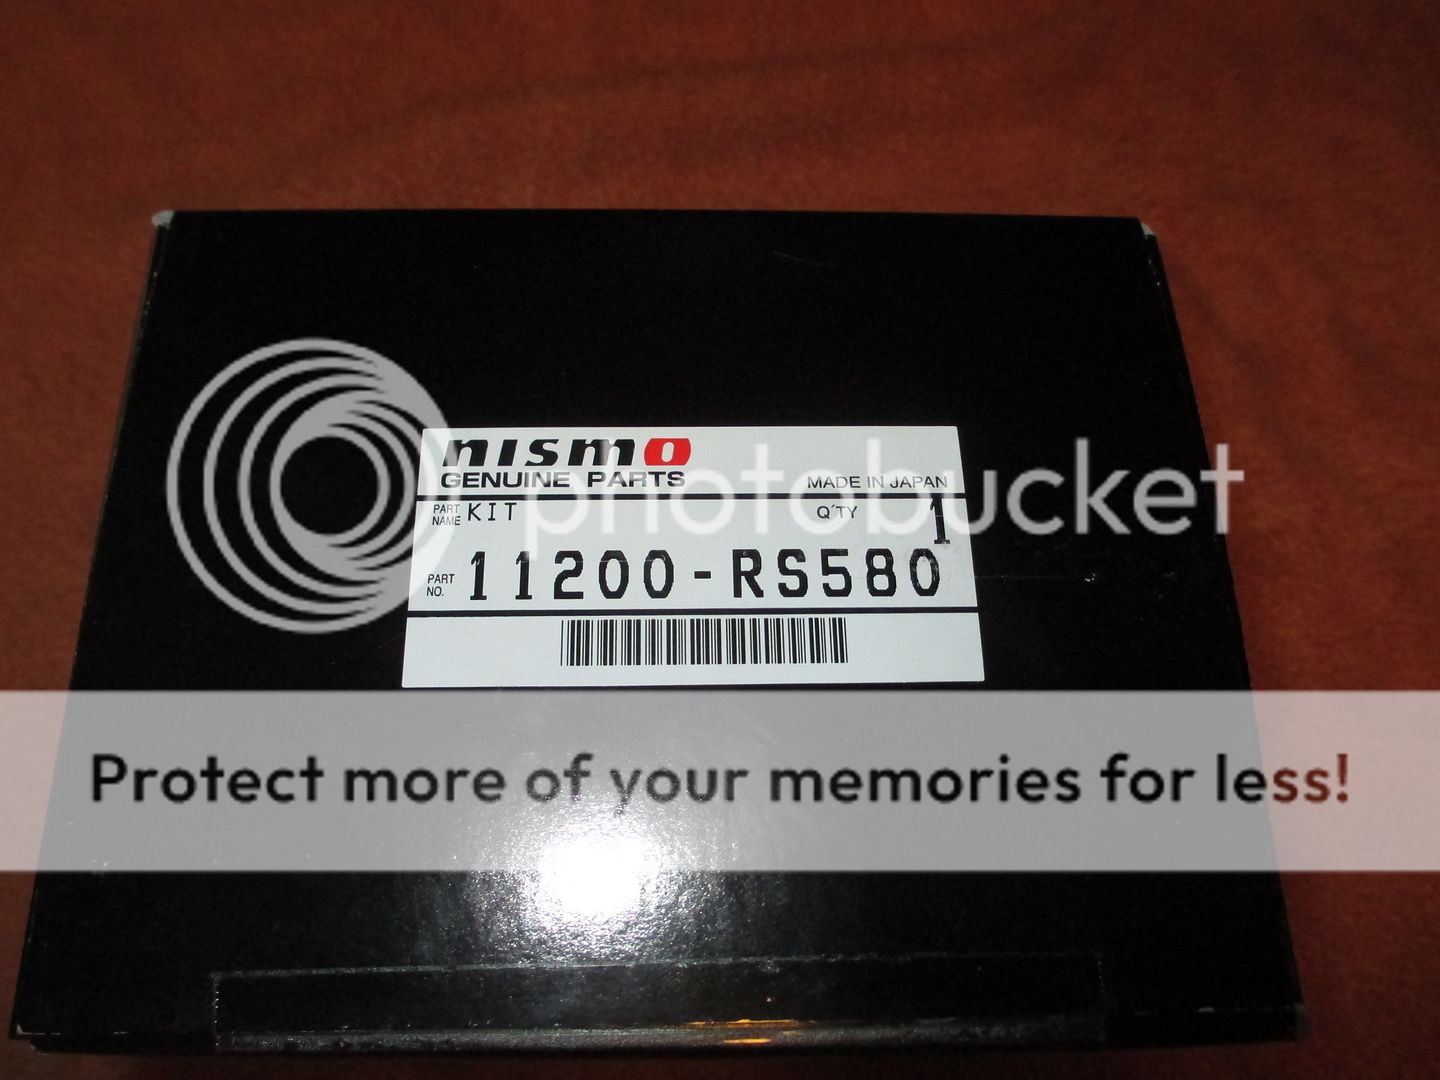 nismo
GENUINE PARTS
MADE IN JAPAN
PART NAME KIT
Q'TY 1
PART NO. 11200-RS580
photobucket
Protect more of your memories for less!